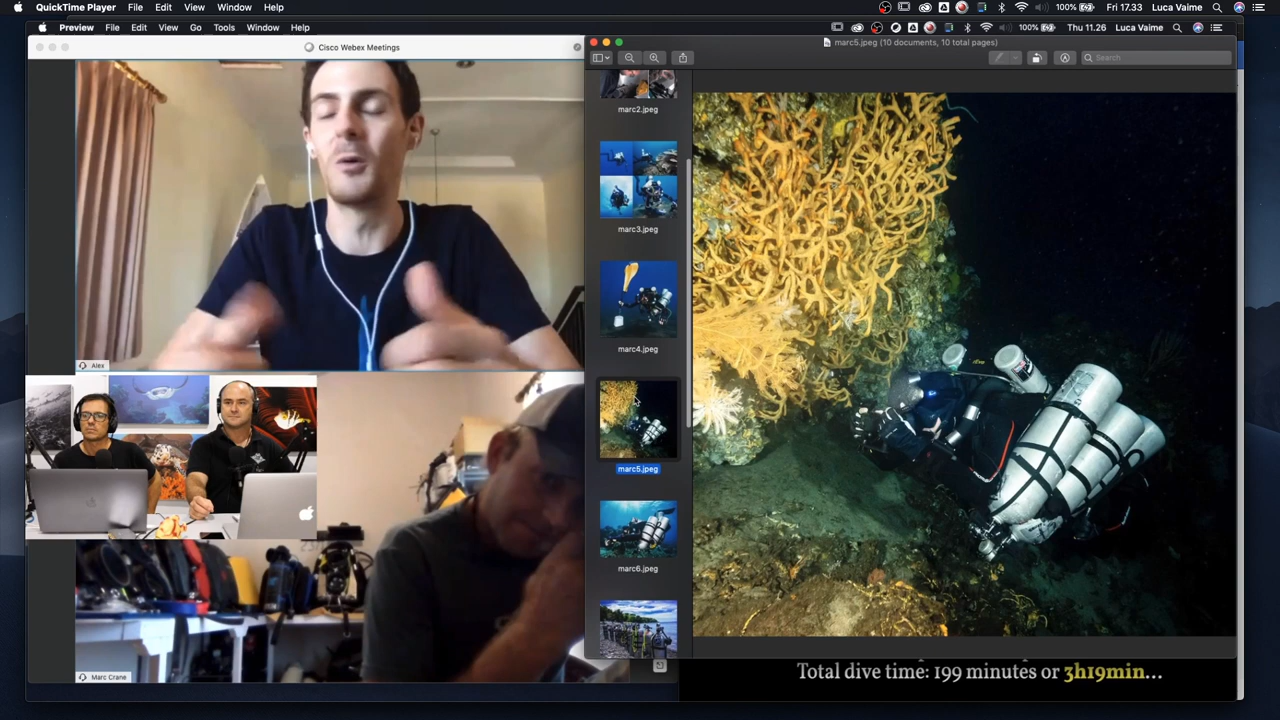 QuickTime Player File Edit View Window Help 100% Fri 17.33 Luca Vaime
Preview File Edit View Go Tools Window Help 100% Thu 11.26 Luca Vaime
Cisco Webex Meetings
marc5.jpeg (10 documents, 10 total pages)
Search
marc2.jpeg
marc3.jpeg
marc4.jpeg
Alex
marc5.jpeg
marc6.jpeg
Marc Crane
Total dive time: 199 minutes or 3h19min...